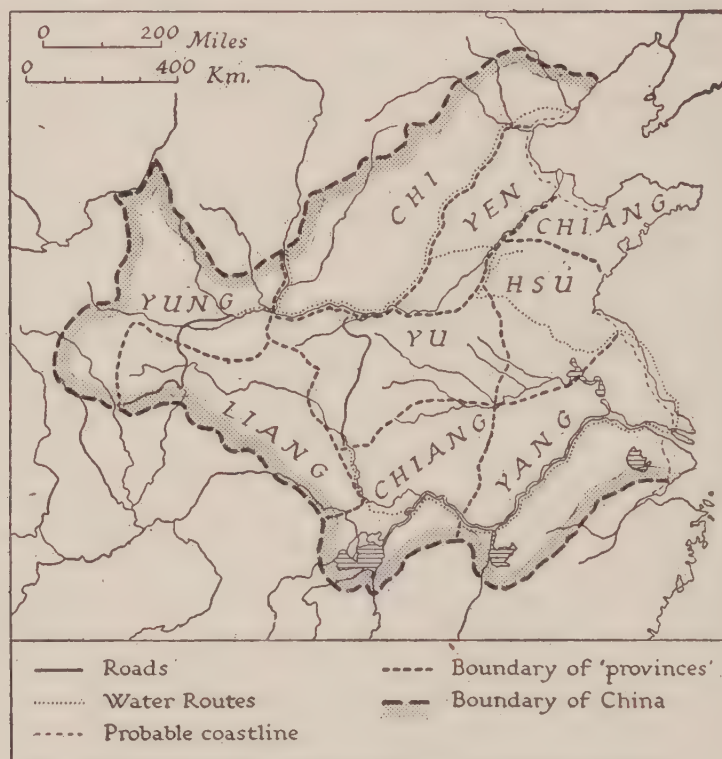 0 200 Miles
0 400 Km.
CHI
YEN
CHIANG
HSÜ
YUNG
YU
LIANG
CHIANG
YANG
Roads
Water Routes
Probable coastline
Boundary of 'provinces'
Boundary of China